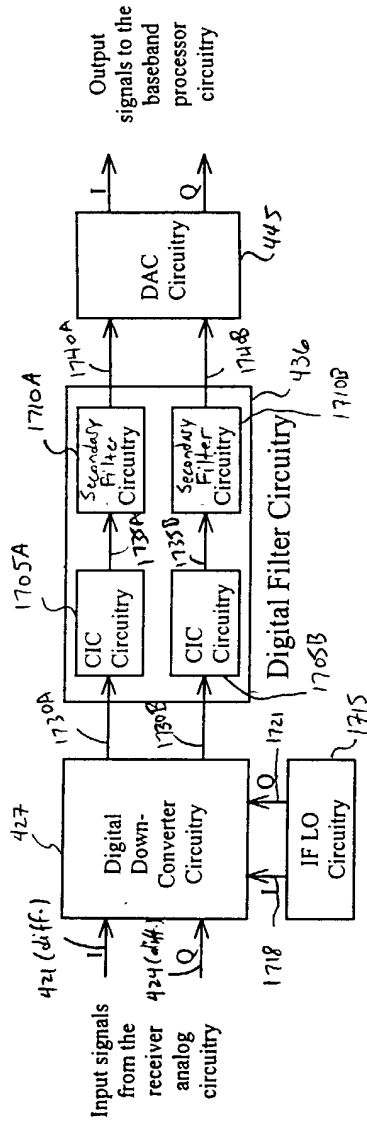 Input signals
from the
receiver
analog
circuitry
421 (diff.)
I
424 (diff.)
Q
427
Digital
Down-
Converter
Circuitry
I
Q
1718
1721
IF LO
Circuitry
1715
1730A
1730B
1705A
CIC
Circuitry
1735A
1710A
Secondary
Filter
Circuitry
CIC
Circuitry
1705B
1735B
Secondary
Filter
Circuitry
1710B
436
Digital Filter Circuitry
1740A
1740B
DAC
Circuitry
445
I
Q
Output
signals to the
baseband
processor
circuitry